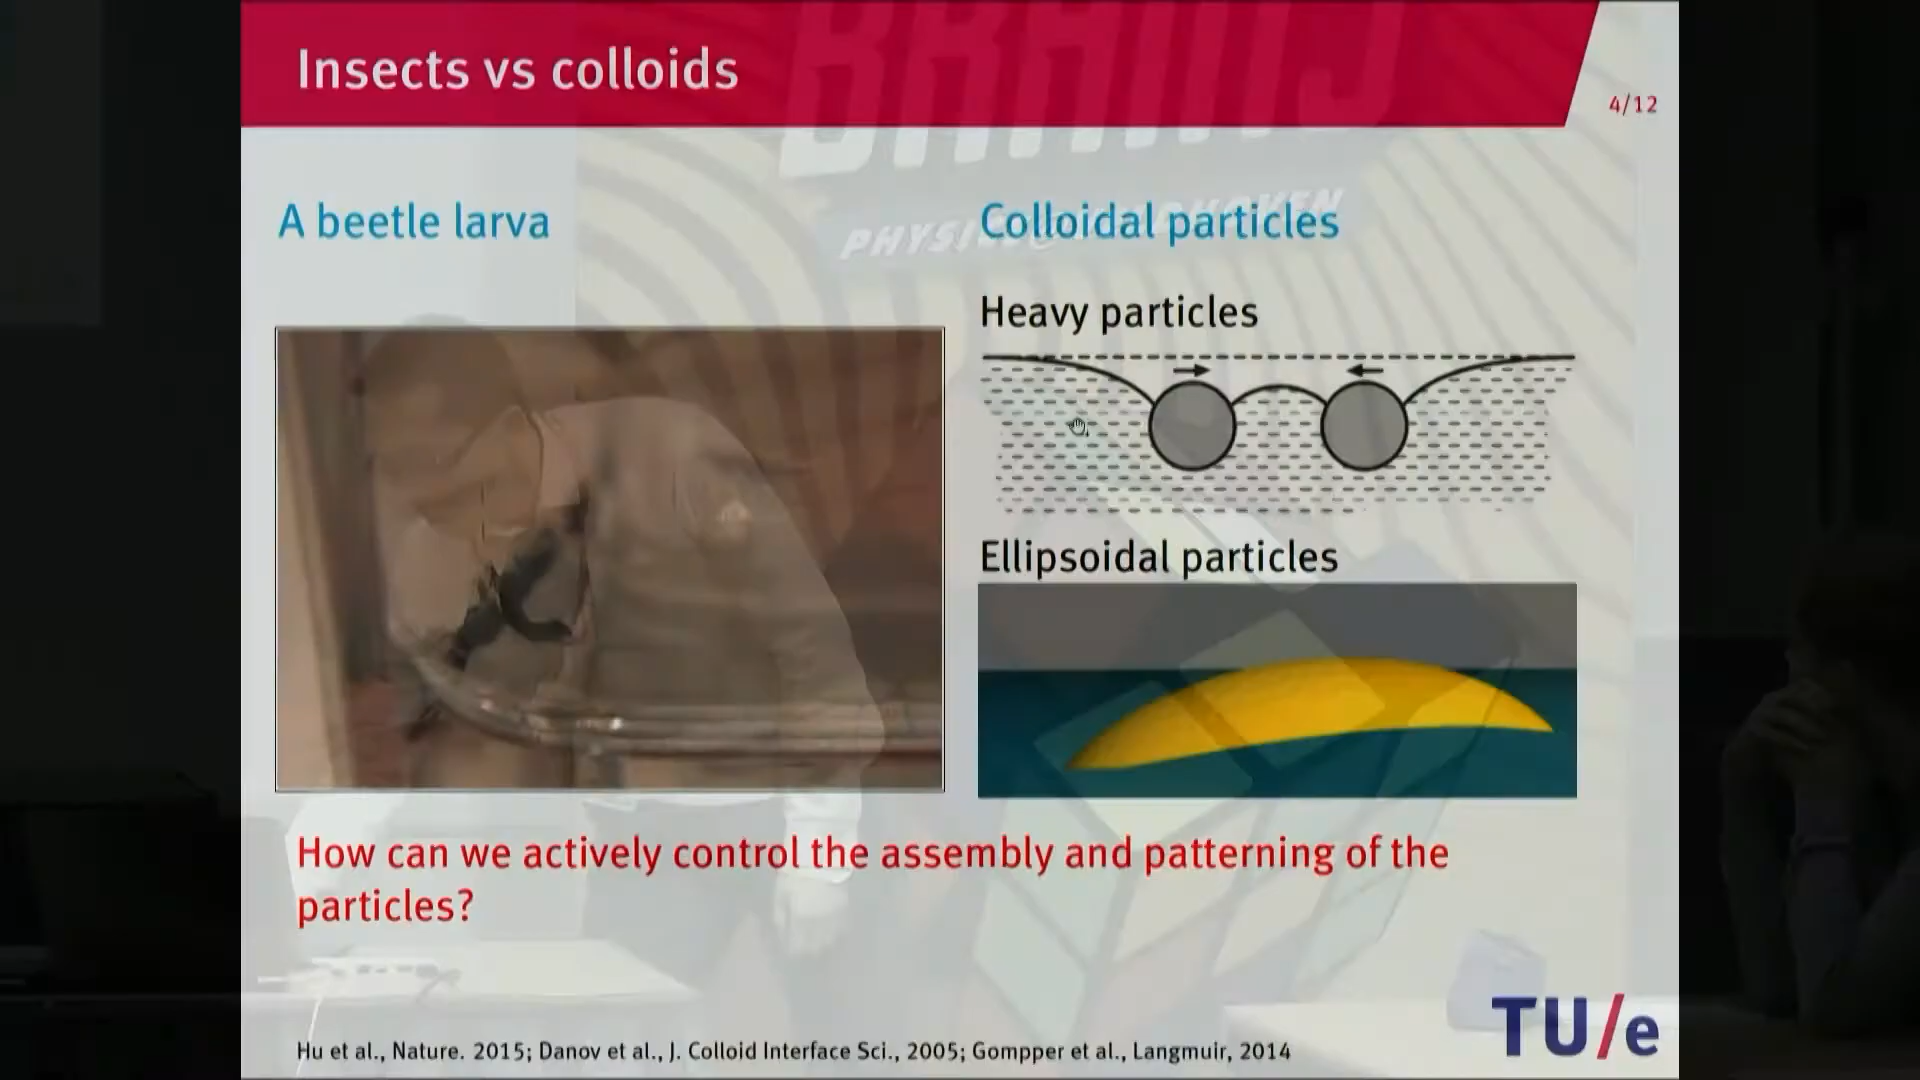 Insects vs colloids
4/12
A beetle larva
Colloidal particles
Heavy particles
Ellipsoidal particles
How can we actively control the assembly and patterning of the
particles?
Hu et al., Nature. 2015; Danov et al., J. Colloid Interface Sci., 2005; Gompper et al., Langmuir, 2014
TU/e